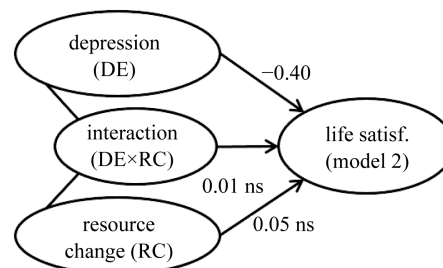 depression
(DE)
−0.40
interaction
(DE×RC)
life satisf.
(model 2)
0.01 ns
0.05 ns
resource
change (RC)